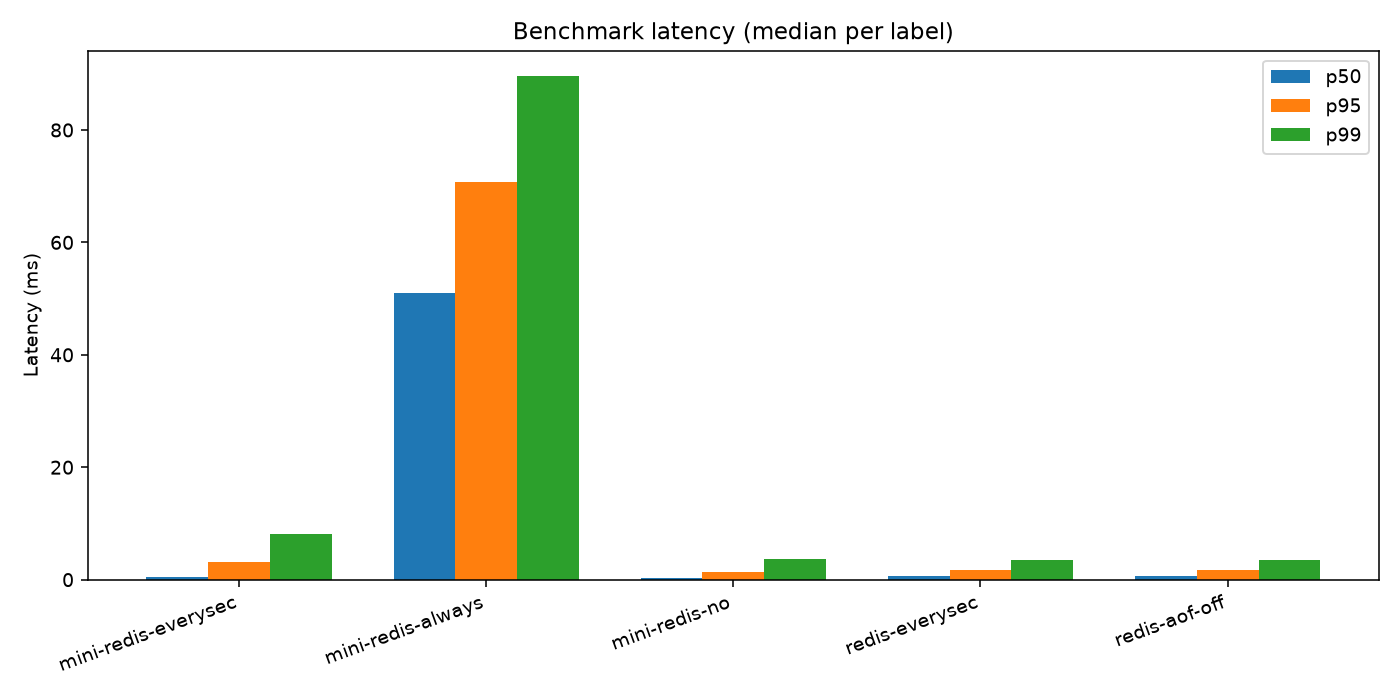 Benchmark latency (median per label)
p50
p95
p99
Latency (ms)
80
60
40
20
0
mini-redis-everysec
mini-redis-always
mini-redis-no
redis-everysec
redis-aof-off